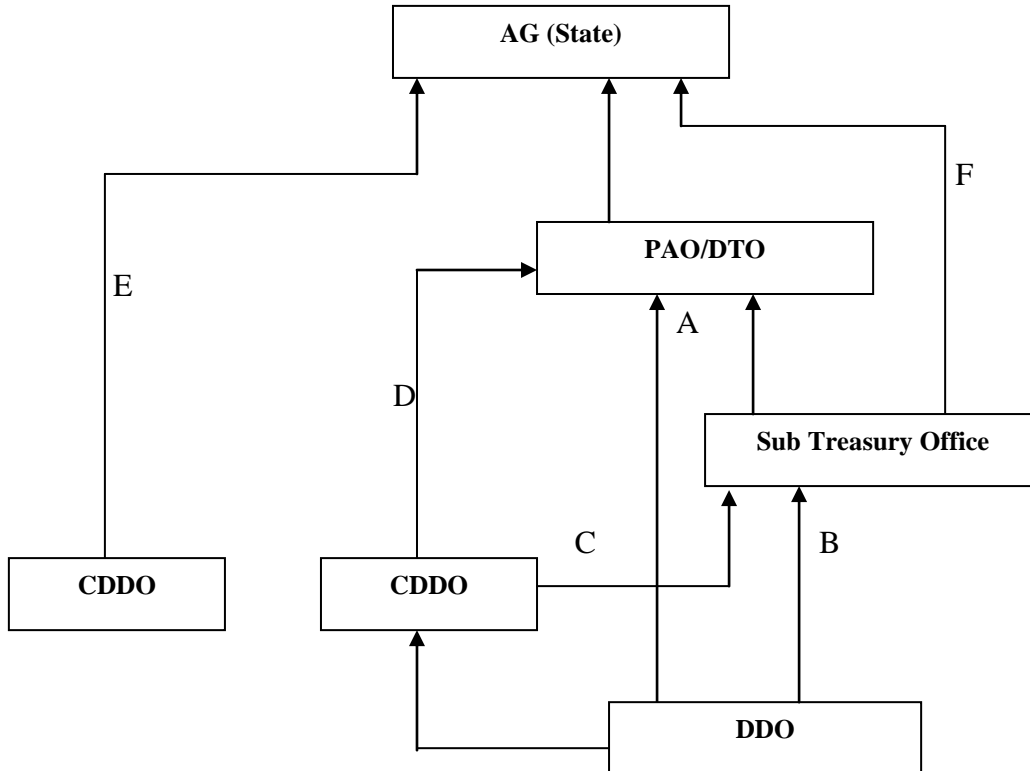 AG (State)
F
PAO/DTO
E
A
D
Sub Treasury Office
C
B
CDDO
CDDO
DDO